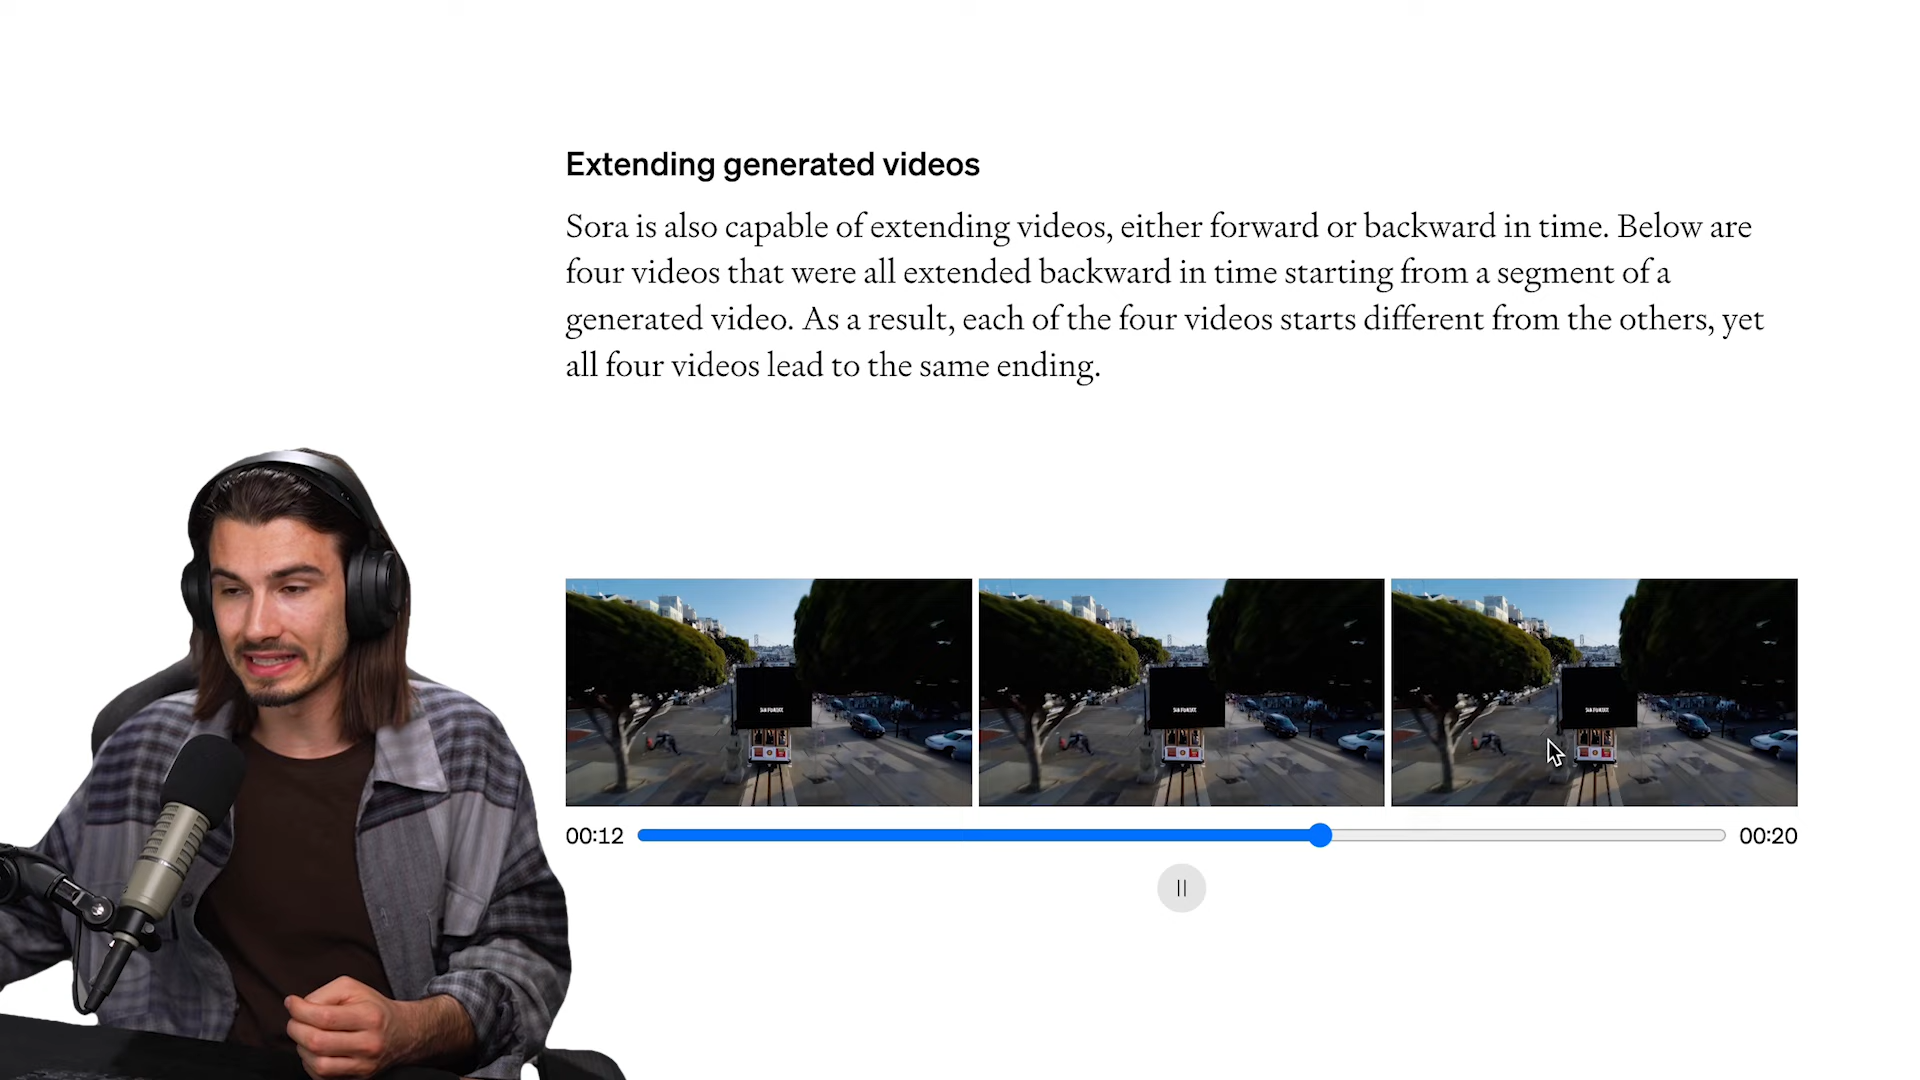 Extending generated videos
Sora is also capable of extending videos, either forward or backward in time. Below are
four videos that were all extended backward in time starting from a segment of a
generated video. As a result, each of the four videos starts different from the others, yet
all four videos lead to the same ending.
00:12
00:20